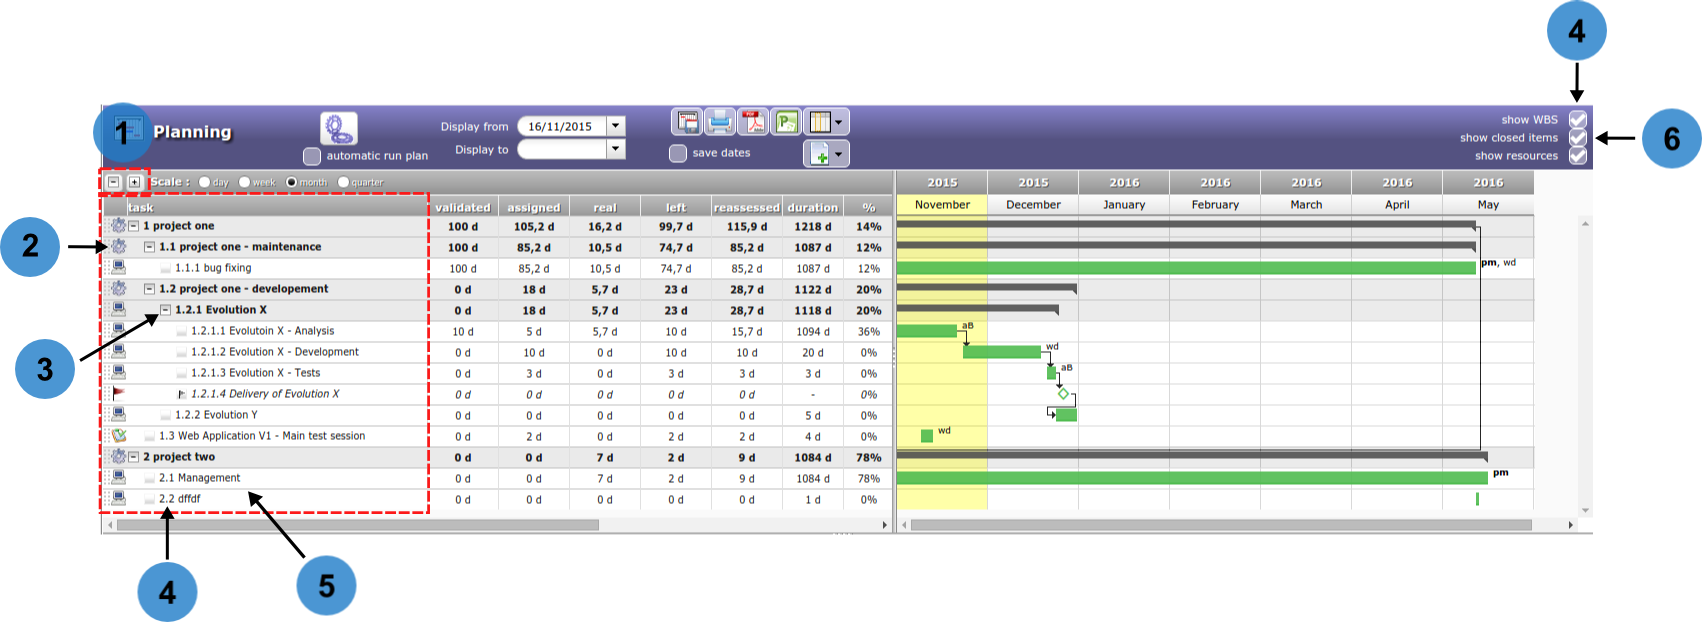 4
1
Planning
automatic run plan
Display from 16/11/2015
Display to
save dates
show WBS
show closed items
show resources
6
Scale : day week month quarter
2015 2015 2016 2016 2016 2016 2016
task validated assigned real left reassessed duration %
November December January February March April May
2
1 project one 100 d 105,2 d 16,2 d 99,7 d 115,9 d 1218 d 14%
1.1 project one - maintenance 100 d 85,2 d 10,5 d 74,7 d 85,2 d 1087 d 12%
1.1.1 bug fixing 100 d 85,2 d 10,5 d 74,7 d 85,2 d 1087 d 12% pm, wd
1.2 project one - developement 0 d 18 d 5,7 d 23 d 28,7 d 1122 d 20%
1.2.1 Evolution X 0 d 18 d 5,7 d 23 d 28,7 d 1118 d 20%
1.2.1.1 Evolutoin X - Analysis 10 d 5 d 5,7 d 10 d 15,7 d 1094 d 36% aB
1.2.1.2 Evolution X - Development 0 d 10 d 0 d 10 d 10 d 20 d 0% wd
3
1.2.1.3 Evolution X - Tests 0 d 3 d 0 d 3 d 3 d 3 d 0% aB
1.2.1.4 Delivery of Evolution X 0 d 0 d 0 d 0 d 0 d - 0%
1.2.2 Evolution Y 0 d 0 d 0 d 0 d 0 d 5 d 0%
1.3 Web Application V1 - Main test session 0 d 2 d 0 d 2 d 2 d 4 d 0% wd
2 project two 0 d 0 d 7 d 2 d 9 d 1084 d 78%
2.1 Management 0 d 0 d 7 d 2 d 9 d 1084 d 78% pm
2.2 dffdf 0 d 0 d 0 d 0 d 0 d 1 d 0%
4
5